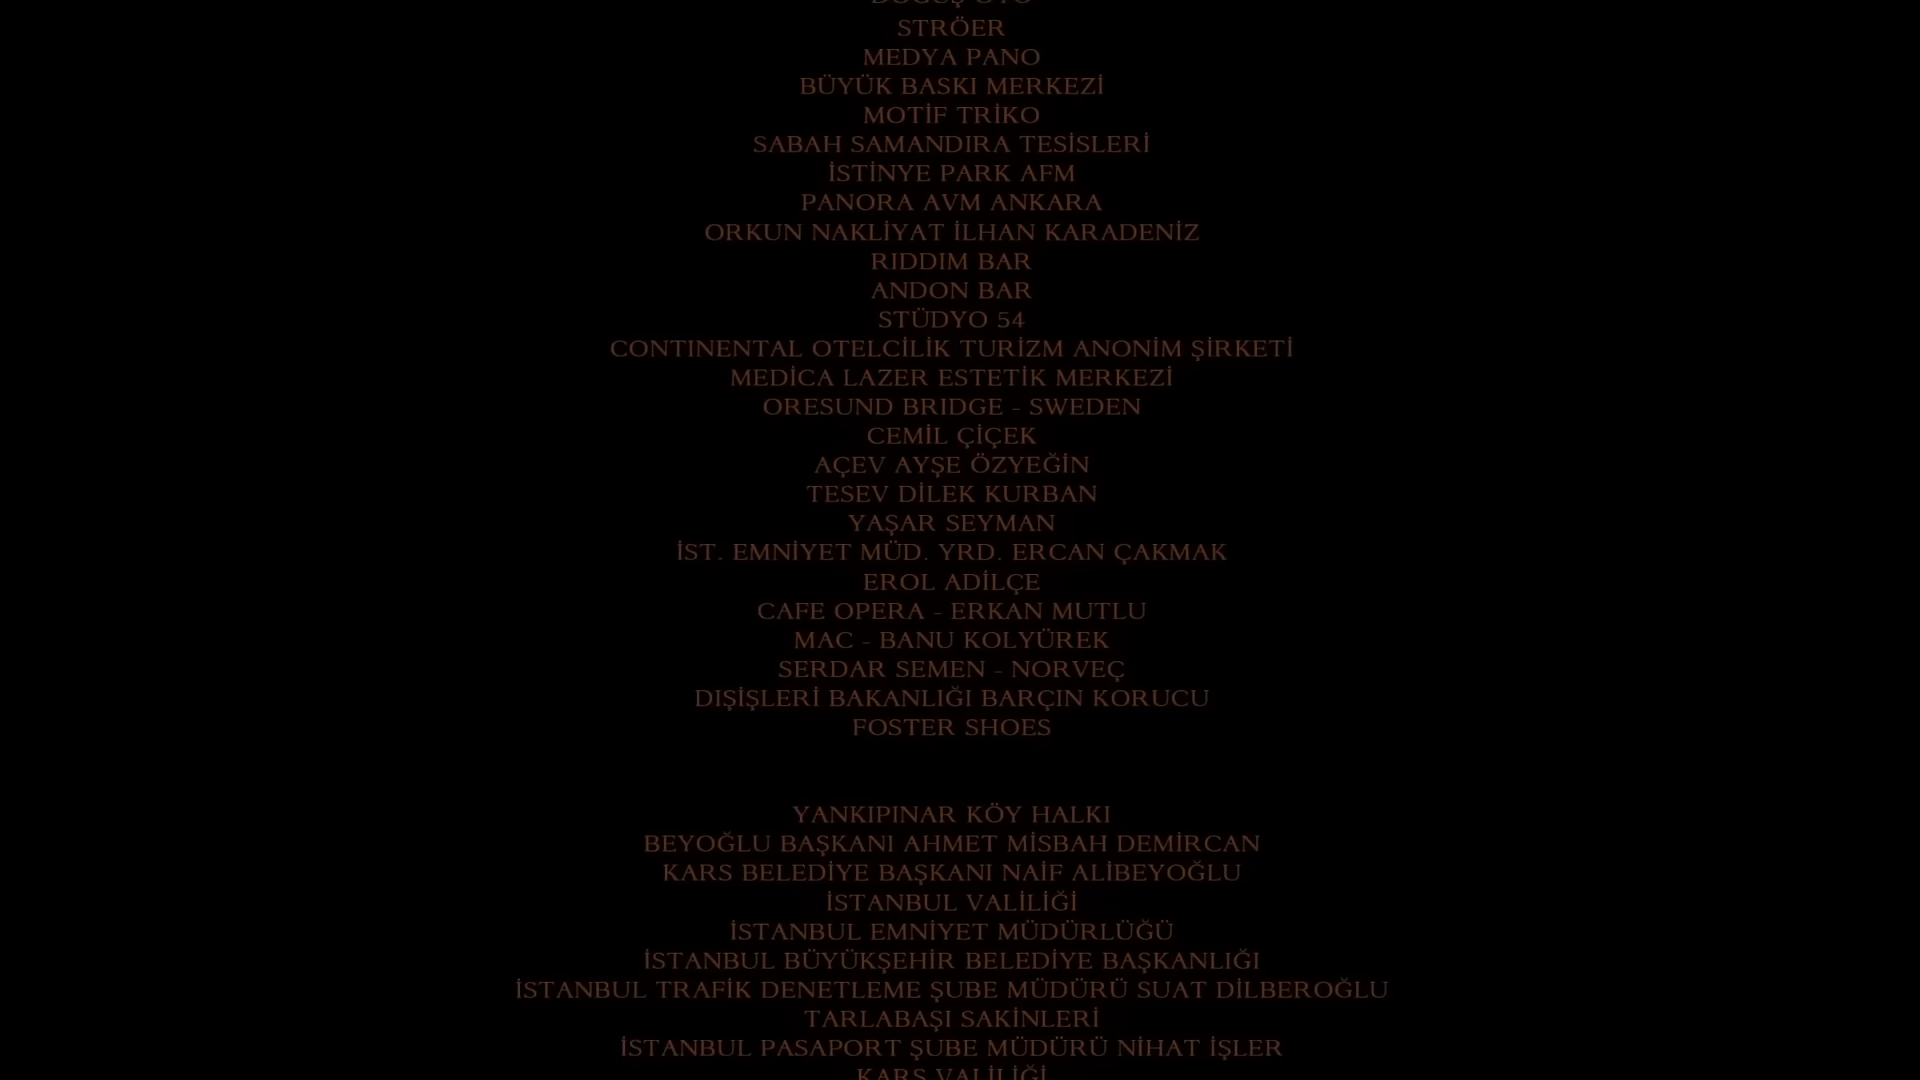 DOĞUŞ OTO
STRÖER
MEDYA PANO
BÜYÜK BASKI MERKEZİ
MOTİF TRİKO
SABAH SAMANDIRA TESİSLERİ
İSTİNYE PARK AFM
PANORA AVM ANKARA
ORKUN NAKLİYAT İLHAN KARADENİZ
RIDDIM BAR
ANDON BAR
STÜDYO 54
CONTINENTAL OTELCİLİK TURİZM ANONİM ŞİRKETİ
MEDİCA LAZER ESTETİK MERKEZİ
ORESUND BRIDGE - SWEDEN
CEMİL ÇİÇEK
AÇEV AYŞE ÖZYEĞİN
TESEV DİLEK KURBAN
YAŞAR SEYMAN
İST. EMNİYET MÜD. YRD. ERCAN ÇAKMAK
EROL ADİLÇE
CAFE OPERA - ERKAN MUTLU
MAC - BANU KOLYÜREK
SERDAR SEMEN - NORVEÇ
DIŞİŞLERİ BAKANLIĞI BARÇIN KORUCU
FOSTER SHOES
YANKIPINAR KÖY HALKI
BEYOĞLU BAŞKANI AHMET MİSBAH DEMİRCAN
KARS BELEDİYE BAŞKANI NAİF ALİBEYOĞLU
İSTANBUL VALİLİĞİ
İSTANBUL EMNİYET MÜDÜRLÜĞÜ
İSTANBUL BÜYÜKŞEHİR BELEDİYE BAŞKANLIĞI
İSTANBUL TRAFİK DENETLEME ŞUBE MÜDÜRÜ SUAT DİLBEROĞLU
TARLABAŞI SAKİNLERİ
İSTANBUL PASAPORT ŞUBE MÜDÜRÜ NİHAT İŞLER
KARS VALİLİĞİ